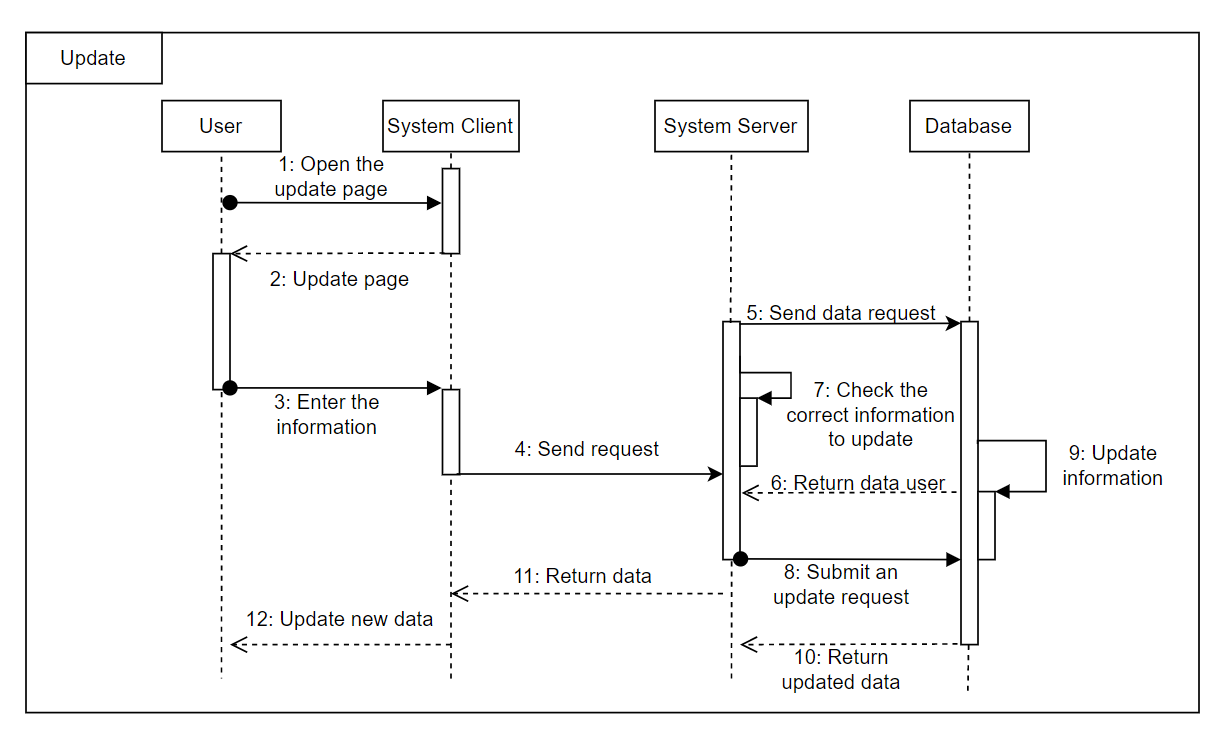 Update
User
System Client
System Server
Database
1: Open the
update page
2: Update page
5: Send data request
3: Enter the
information
7: Check the
correct information
to update
4: Send request
9: Update
information
6: Return data user
11: Return data
8: Submit an
update request
12: Update new data
10: Return
updated data